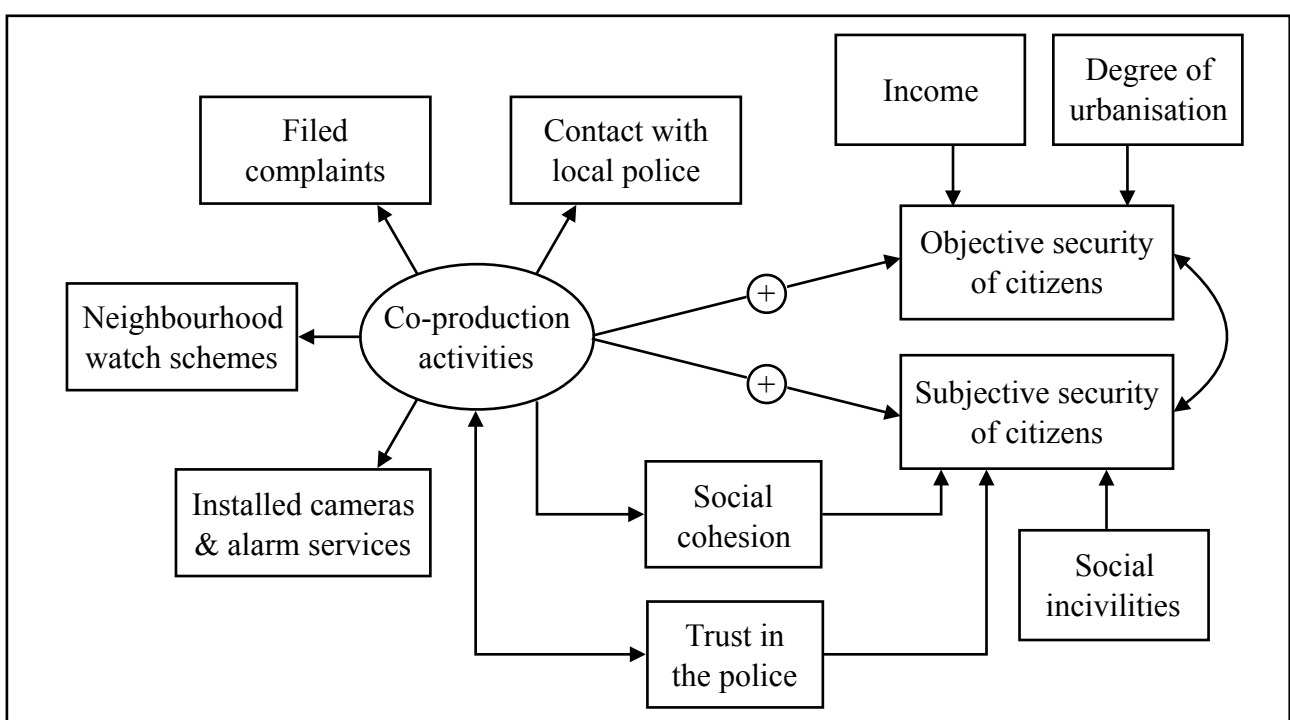 Income
Degree of
urbanisation
Filed
complaints
Contact with
local police
Objective security
of citizens
+
Neighbourhood
watch schemes
Co-production
activities
+
Subjective security
of citizens
Installed cameras
& alarm services
Social
cohesion
Social
incivilities
Trust in
the police